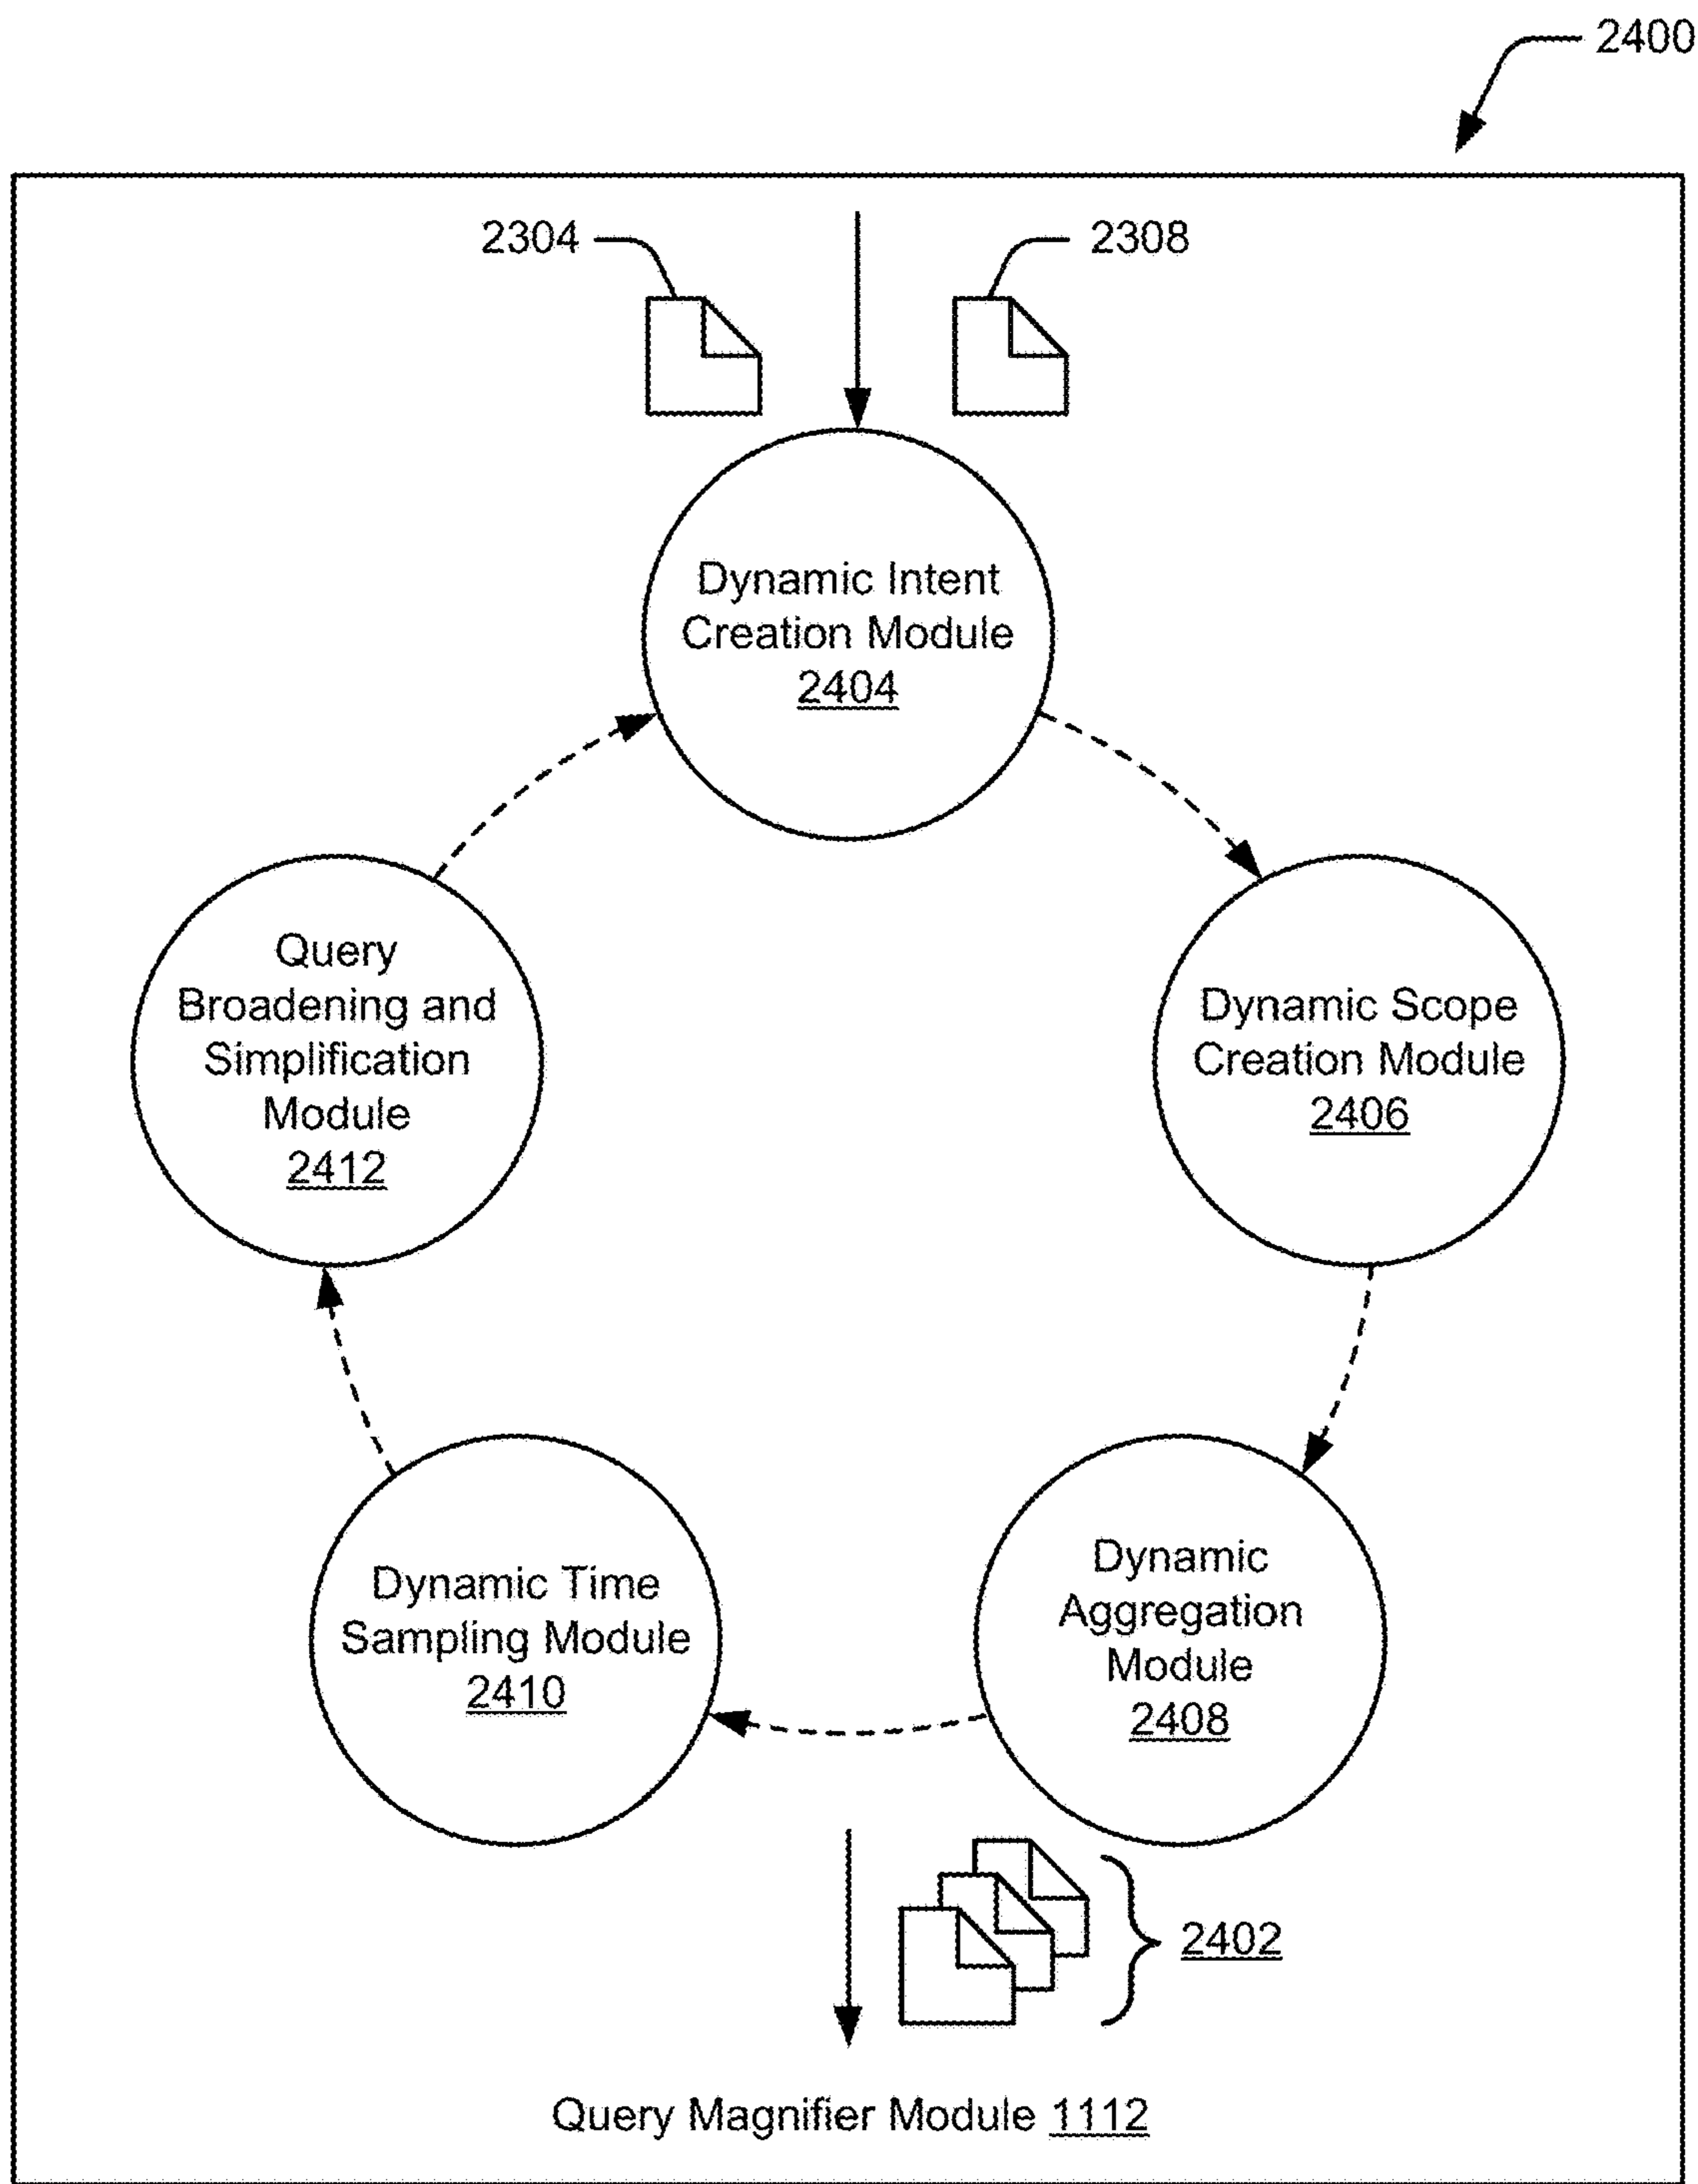 2400
2304
2308
Dynamic Intent
Creation Module
2404
Query
Broadening and
Simplification
Module
2412
Dynamic Scope
Creation Module
2406
Dynamic Time
Sampling Module
2410
Dynamic
Aggregation
Module
2408
2402
Query Magnifier Module 1112